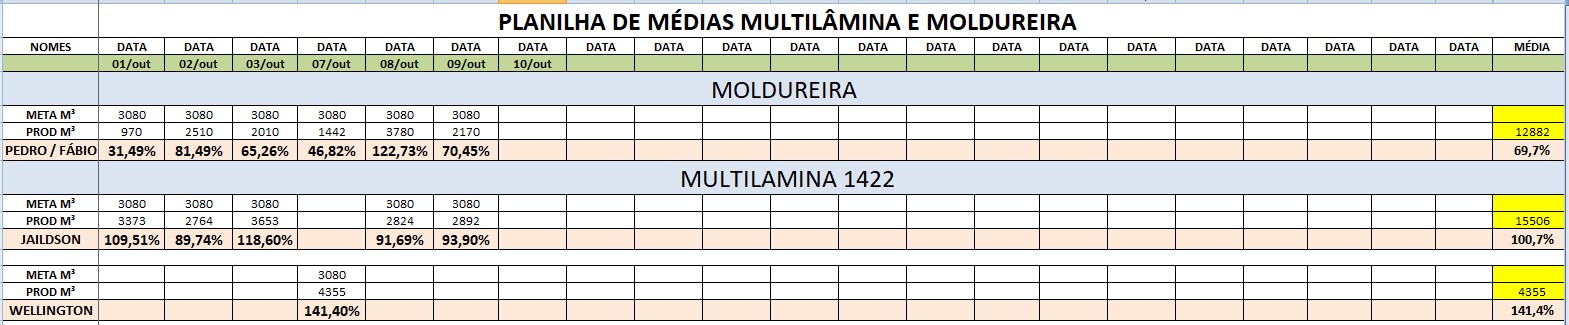 PLANILHA DE MÉDIAS MULTILÂMINA E MOLDUREIRA
NOMES DATA DATA DATA DATA DATA DATA DATA DATA DATA DATA DATA DATA DATA DATA DATA DATA DATA DATA DATA DATA MÉDIA
01/out 02/out 03/out 07/out 08/out 09/out 10/out
MOLDUREIRA
META M³ 3080 3080 3080 3080 3080 3080
PROD M³ 970 2510 2010 1442 3780 2170 12882
PEDRO / FÁBIO 31,49% 81,49% 65,26% 46,82% 122,73% 70,45% 69,7%
MULTILAMINA 1422
META M³ 3080 3080 3080 3080 3080
PROD M³ 3373 2764 3653 2824 2892 15506
JAILDSON 109,51% 89,74% 118,60% 91,69% 93,90% 100,7%
META M³ 3080
PROD M³ 4355 4355
WELLINGTON 141,40% 141,4%